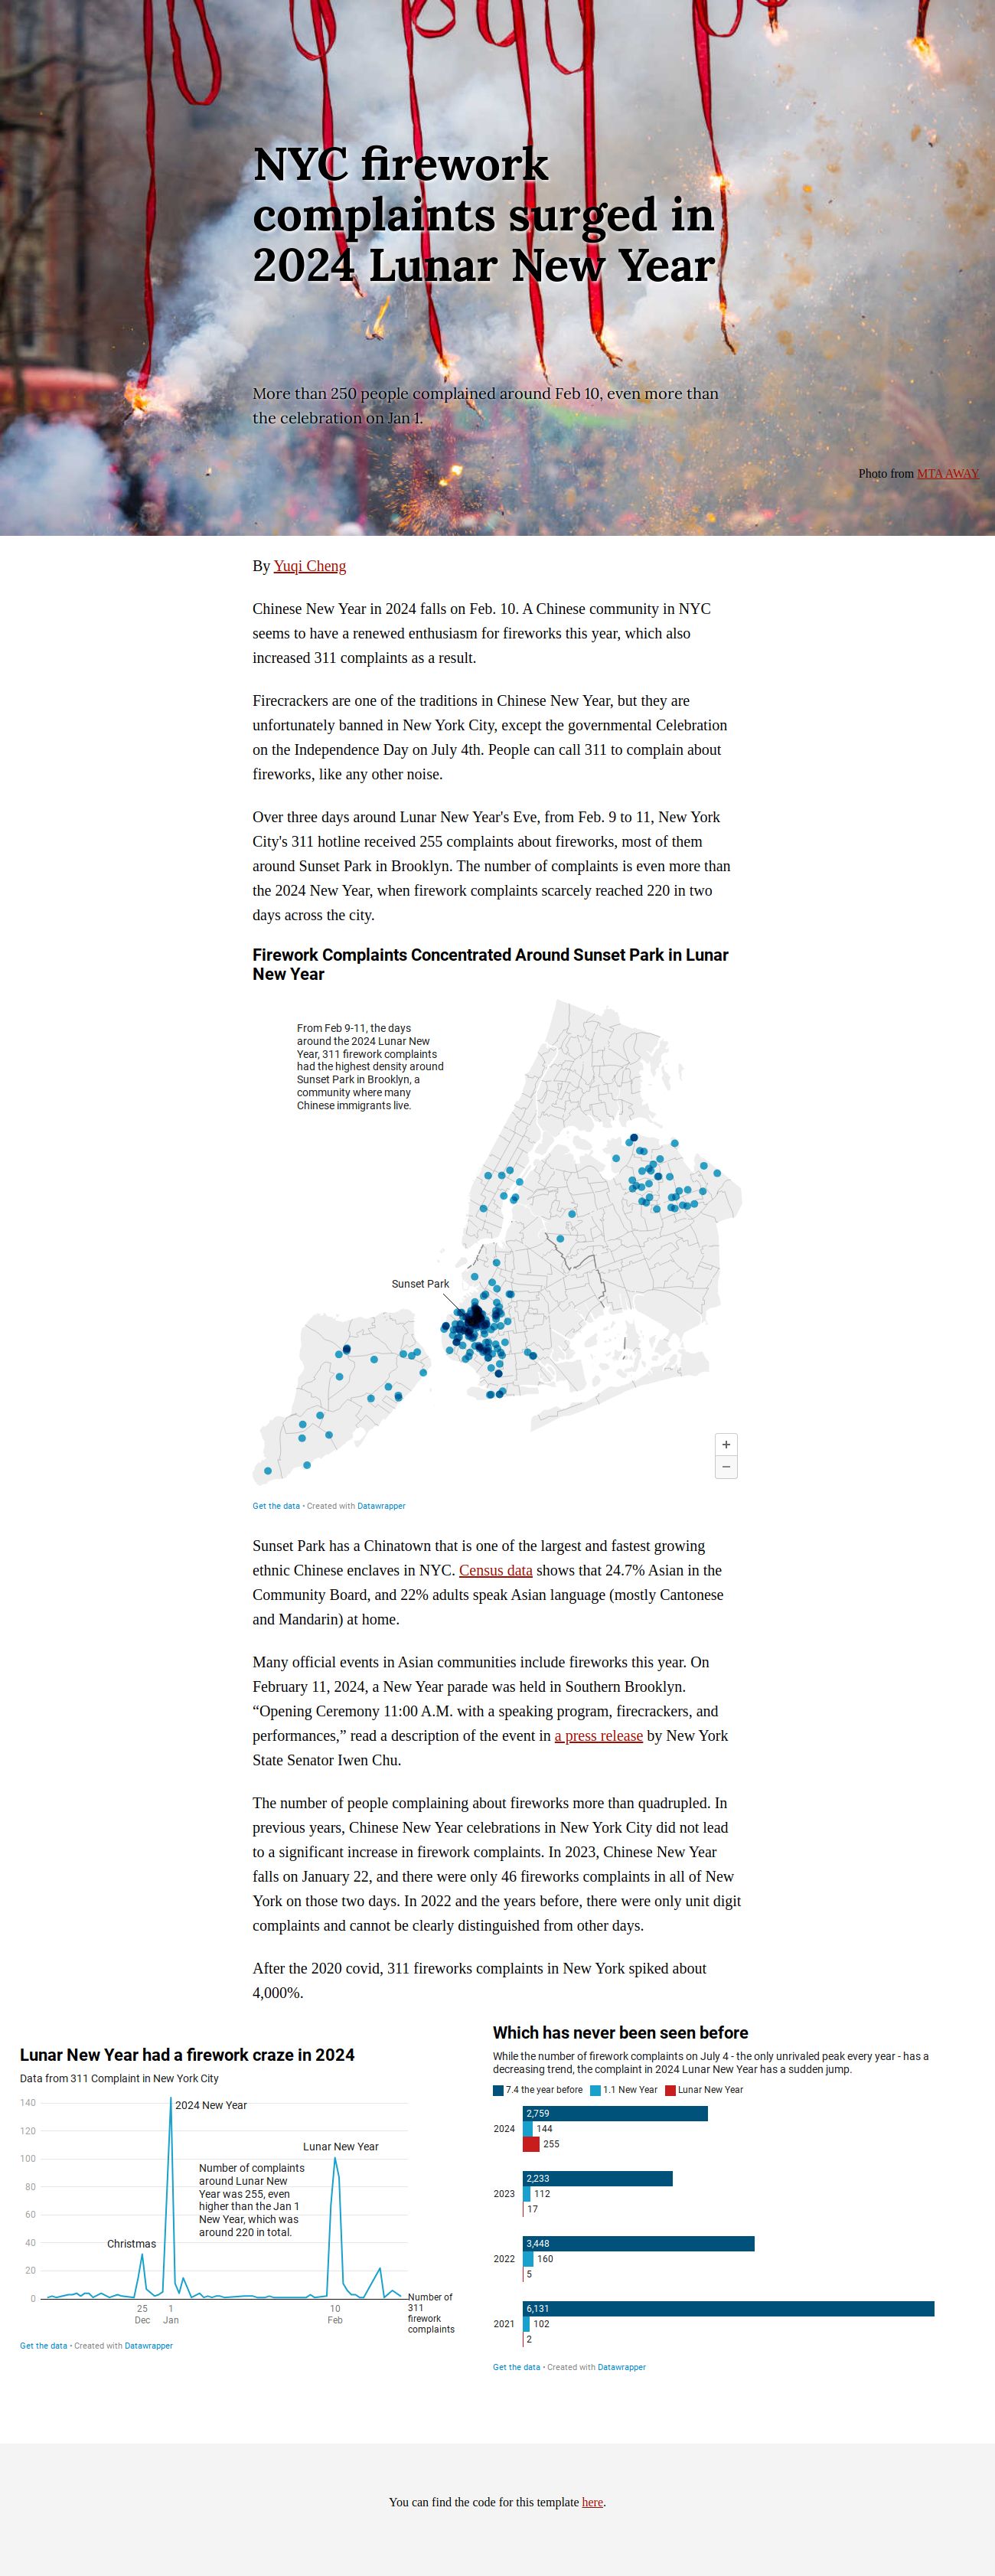 NYC firework
complaints surged in
2024 Lunar New Year
More than 250 people complained around Feb 10, even more than
the celebration on Jan 1.
Photo from MTA AWAY
By Yuqi Cheng
Chinese New Year in 2024 falls on Feb. 10. A Chinese community in NYC
seems to have a renewed enthusiasm for fireworks this year, which also
increased 311 complaints as a result.
Firecrackers are one of the traditions in Chinese New Year, but they are
unfortunately banned in New York City, except the governmental Celebration
on the Independence Day on July 4th. People can call 311 to complain about
fireworks, like any other noise.
Over three days around Lunar New Year's Eve, from Feb. 9 to 11, New York
City's 311 hotline received 255 complaints about fireworks, most of them
around Sunset Park in Brooklyn. The number of complaints is even more than
the 2024 New Year, when firework complaints scarcely reached 220 in two
days across the city.
Firework Complaints Concentrated Around Sunset Park in Lunar
New Year
From Feb 9-11, the days
around the 2024 Lunar New
Year, 311 firework complaints
had the highest density around
Sunset Park in Brooklyn, a
community where many
Chinese immigrants live.
Sunset Park
+
−
Get the data • Created with Datawrapper
Sunset Park has a Chinatown that is one of the largest and fastest growing
ethnic Chinese enclaves in NYC. Census data shows that 24.7% Asian in the
Community Board, and 22% adults speak Asian language (mostly Cantonese
and Mandarin) at home.
Many official events in Asian communities include fireworks this year. On
February 11, 2024, a New Year parade was held in Southern Brooklyn.
“Opening Ceremony 11:00 A.M. with a speaking program, firecrackers, and
performances,” read a description of the event in a press release by New York
State Senator Iwen Chu.
The number of people complaining about fireworks more than quadrupled. In
previous years, Chinese New Year celebrations in New York City did not lead
to a significant increase in firework complaints. In 2023, Chinese New Year
falls on January 22, and there were only 46 fireworks complaints in all of New
York on those two days. In 2022 and the years before, there were only unit digit
complaints and cannot be clearly distinguished from other days.
After the 2020 covid, 311 fireworks complaints in New York spiked about
4,000%.
Lunar New Year had a firework craze in 2024
Data from 311 Complaint in New York City
140
2024 New Year
120
Lunar New Year
100
Number of complaints
around Lunar New
Year was 255, even
higher than the Jan 1
New Year, which was
around 220 in total.
80
60
40
Christmas
20
0
Number of
311
firework
complaints
25
Dec
1
Jan
10
Feb
Get the data • Created with Datawrapper
Which has never been seen before
While the number of firework complaints on July 4 - the only unrivaled peak every year - has a
decreasing trend, the complaint in 2024 Lunar New Year has a sudden jump.
7.4 the year before 1.1 New Year Lunar New Year
2,759
2024 144
255
2,233
2023 112
17
3,448
2022 160
5
6,131
2021 102
2
Get the data • Created with Datawrapper
You can find the code for this template here.